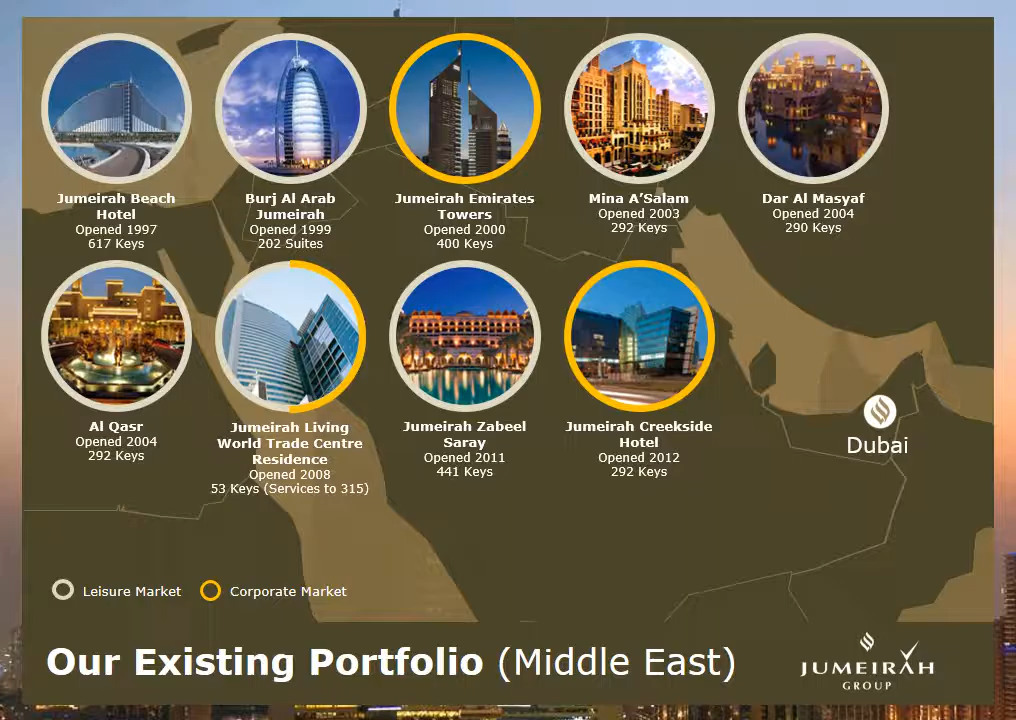 Jumeirah Beach
Hotel
Opened 1997
617 Keys
Burj Al Arab
Jumeirah
Opened 1999
202 Suites
Jumeirah Emirates
Towers
Opened 2000
400 Keys
Mina A’Salam
Opened 2003
292 Keys
Dar Al Masyaf
Opened 2004
290 Keys
Al Qasr
Opened 2004
292 Keys
Jumeirah Living
World Trade Centre
Residence
Opened 2008
53 Keys (Services to 315)
Jumeirah Zabeel
Saray
Opened 2011
441 Keys
Jumeirah Creekside
Hotel
Opened 2012
292 Keys
Dubai
Leisure Market
Corporate Market
Our Existing Portfolio (Middle East)
JUMEIRAH
GROUP